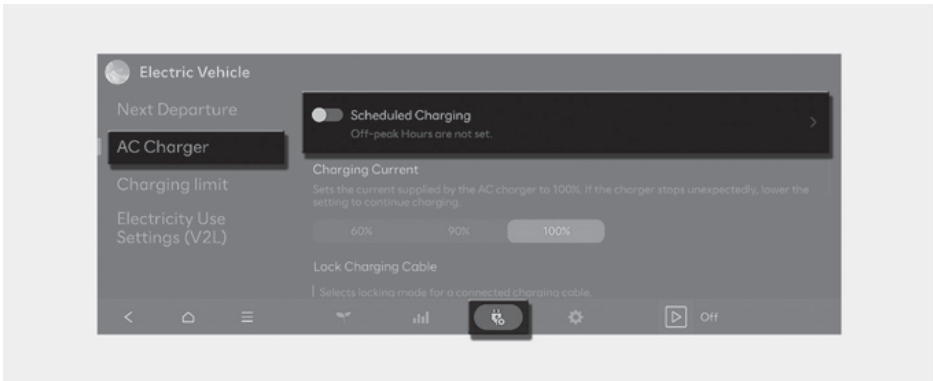 Electric Vehicle
Next Departure
AC Charger
Charging limit
Electricity Use
Settings (V2L)
Scheduled Charging
Off-peak Hours are not set.
Charging Current
Sets the current supplied by the AC charger to 100%. If the charger stops unexpectedly, lower the
setting to continue charging.
60% 90% 100%
Lock Charging Cable
Selects locking mode for a connected charging cable.
Off